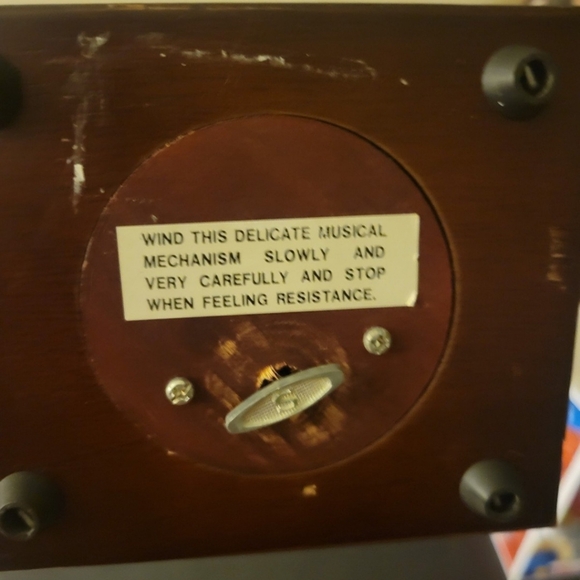 WIND THIS DELICATE MUSICAL
MECHANISM SLOWLY AND
VERY CAREFULLY AND STOP
WHEN FEELING RESISTANCE.